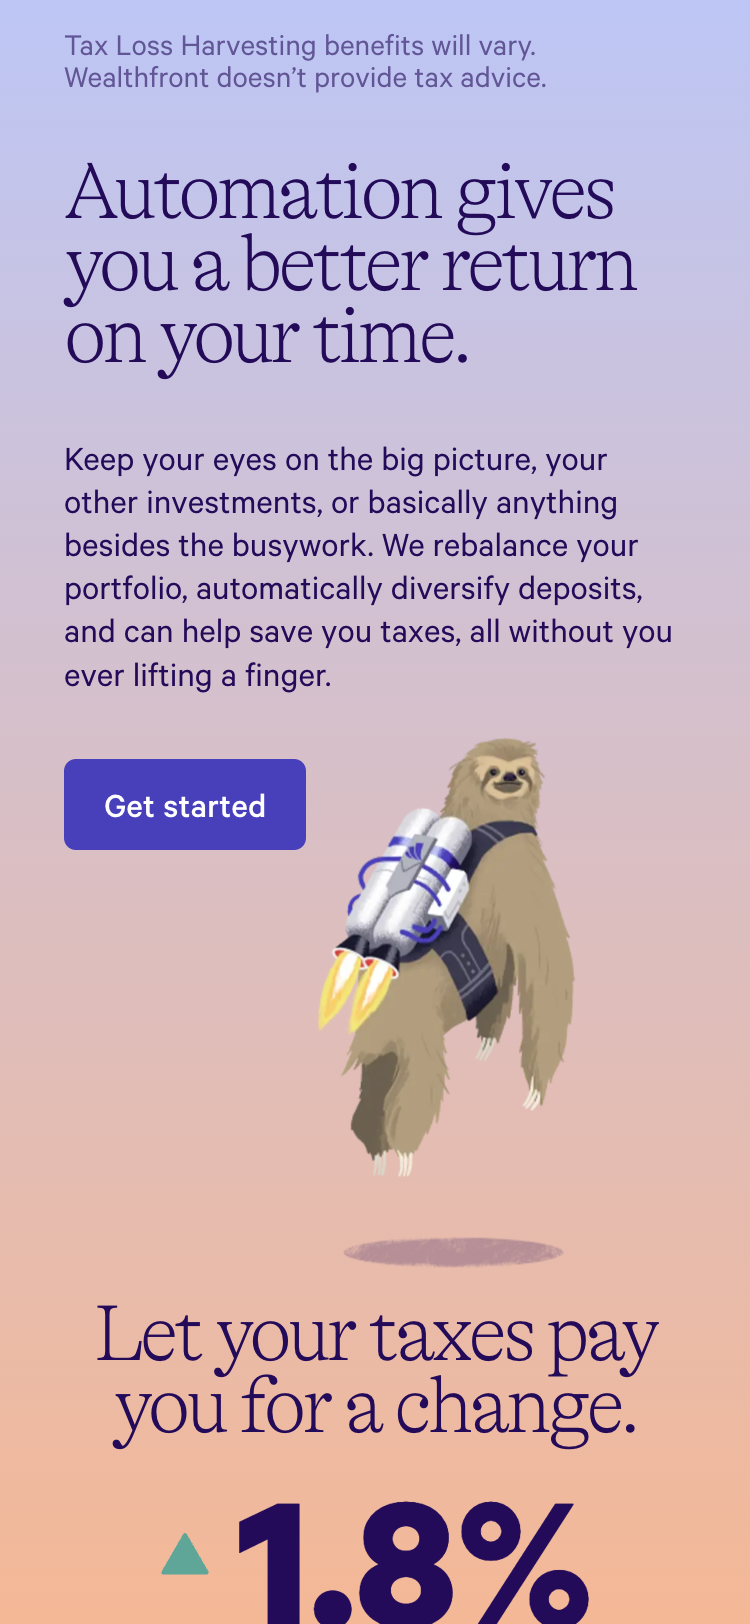 Tax Loss Harvesting benefits will vary.
Wealthfront doesn’t provide tax advice.
Automation gives
you a better return
on your time.
Keep your eyes on the big picture, your
other investments, or basically anything
besides the busywork. We rebalance your
portfolio, automatically diversify deposits,
and can help save you taxes, all without you
ever lifting a finger.
Get started
Let your taxes pay
you for a change.
1.8%